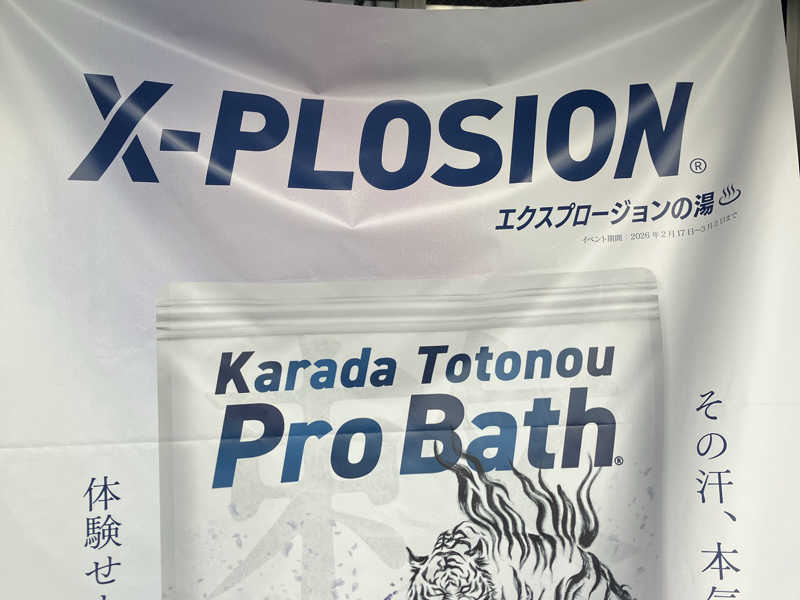 X-PLOSION®
エクスプロージョンの湯♨
イベント期間：2026年2月17日〜3月2日まで
Karada Totonou
Pro Bath®
その汗、本気
体験せよ